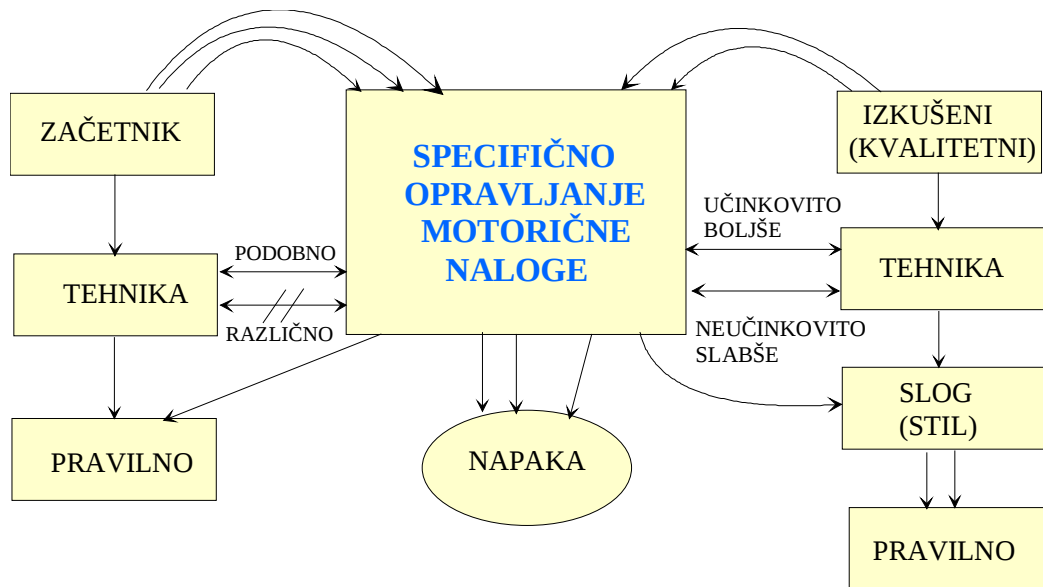 ZAČETNIK
SPECIFIČNO
OPRAVLJANJE
MOTORIČNE
NALOGE
IZKUŠENI
(KVALITETNI)
TEHNIKA
PODOBNO
RAZLIČNO
UČINKOVITO
BOLJŠE
NEUČINKOVITO
SLABŠE
TEHNIKA
PRAVILNO
NAPAKA
SLOG
(STIL)
PRAVILNO